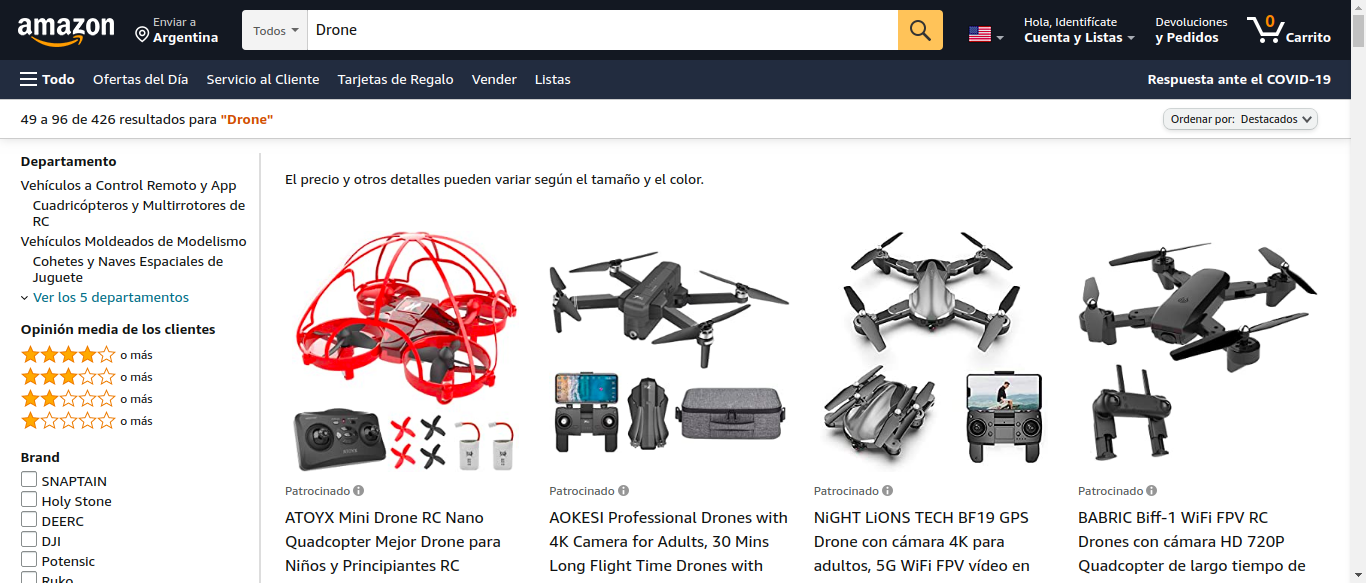 amazon
Enviar a
Argentina
Todos
Drone
Hola, Identifícate
Cuenta y Listas
Devoluciones
y Pedidos
0
Carrito
Todo
Ofertas del Día
Servicio al Cliente
Tarjetas de Regalo
Vender
Listas
Respuesta ante el COVID-19
49 a 96 de 426 resultados para "Drone"
Ordenar por: Destacados
Departamento
Vehículos a Control Remoto y App
Cuadricópteros y Multirrotores de
RC
Vehículos Moldeados de Modelismo
Cohetes y Naves Espaciales de
Juguete
Ver los 5 departamentos
Opinión media de los clientes
o más
o más
o más
o más
Brand
SNAPTAIN
Holy Stone
DEERC
DJI
Potensic
Ruko
El precio y otros detalles pueden variar según el tamaño y el color.
Patrocinado
ATOYX Mini Drone RC Nano
Quadcopter Mejor Drone para
Niños y Principiantes RC
Patrocinado
AOKESI Professional Drones with
4K Camera for Adults, 30 Mins
Long Flight Time Drones with
Patrocinado
NiGHT LiONS TECH BF19 GPS
Drone con cámara 4K para
adultos, 5G WiFi FPV vídeo en
Patrocinado
BABRIC Biff-1 WiFi FPV RC
Drones con cámara HD 720P
Quadcopter de largo tiempo de